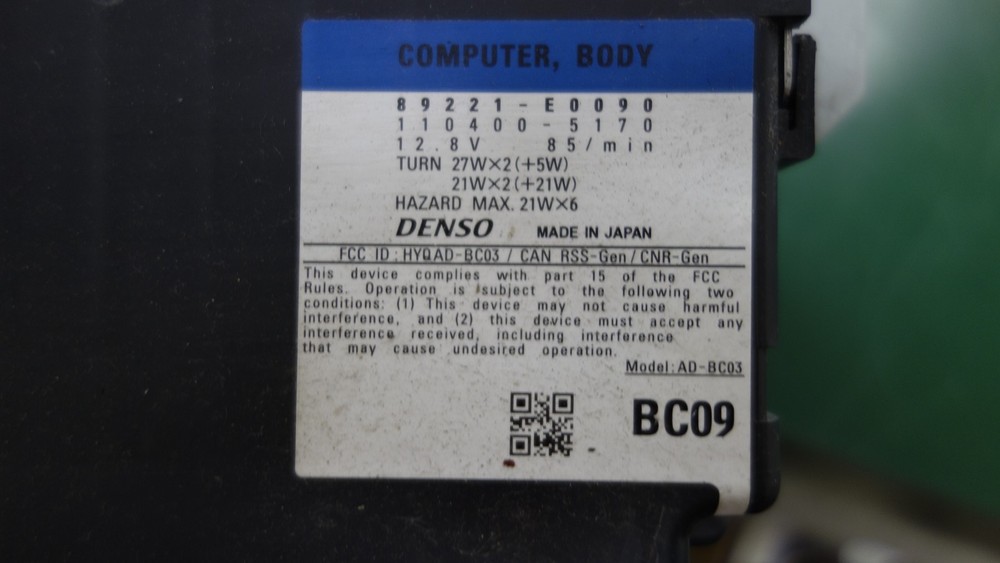 COMPUTER, BODY
89221-E0090
110400-5170
12.8V 85/min
TURN 27W×2(+5W)
21W×2(+21W)
HAZARD MAX. 21W×6
DENSO MADE IN JAPAN
FCC ID : HYQAD-BC03 / CAN RSS-Gen / CNR-Gen
This device complies with part 15 of the FCC
Rules. Operation is subject to the following two
conditions: (1) This device may not cause harmful
interference, and (2) this device must accept any
interference received, including interference
that may cause undesired operation.
Model:AD-BC03
BC09